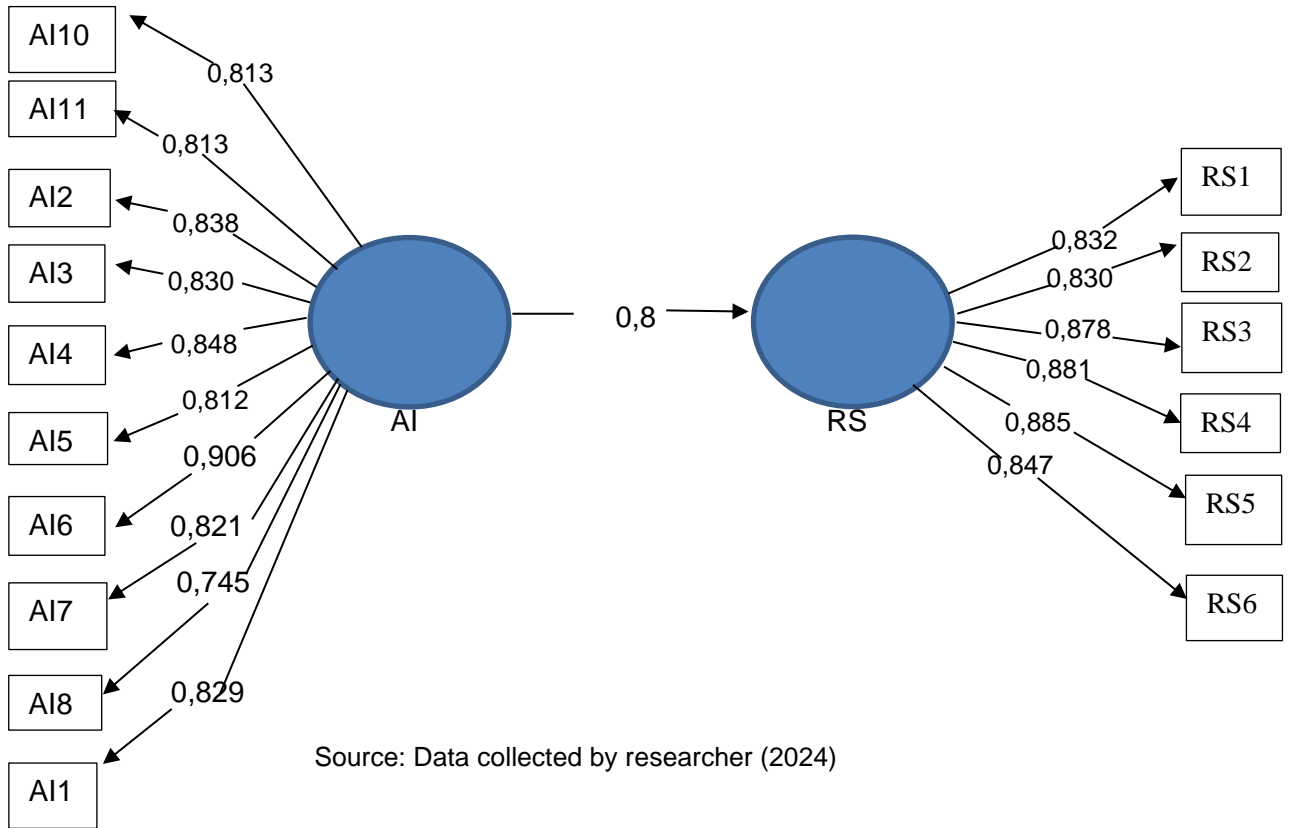 AI10
0,813
AI11
0,813
AI2
0,838
AI3
0,830
AI4
0,848
AI5
0,812
AI6
0,906
AI7
0,821
AI8
0,745
AI1
0,829
AI
0,8
RS
RS1
0,832
RS2
0,830
RS3
0,878
RS4
0,881
RS5
0,885
RS6
0,847
Source: Data collected by researcher (2024)